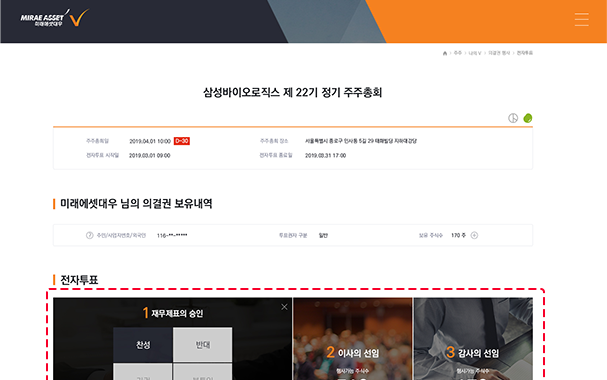 MIRAE ASSET
미래에셋대우
> 주주 > 나의 V > 의결권 행사 > 전자투표
삼성바이오로직스 제 22기 정기 주주총회
주주총회일 2019.04.01 10:00 D-30 주주총회 장소 서울특별시 종로구 인사동 5길 29 태화빌딩 지하대강당
전자투표 시작일 2019.03.01 09:00 전자투표 종료일 2019.03.31 17:00
미래에셋대우 님의 의결권 보유내역
주민/사업자번호/외국인 116-**-***** 투표권자 구분 일반 보유 주식수 170 주
전자투표
1 재무제표의 승인
찬성 반대
2 이사의 선임
행사가능 주식수
3 감사의 선임
행사가능 주식수